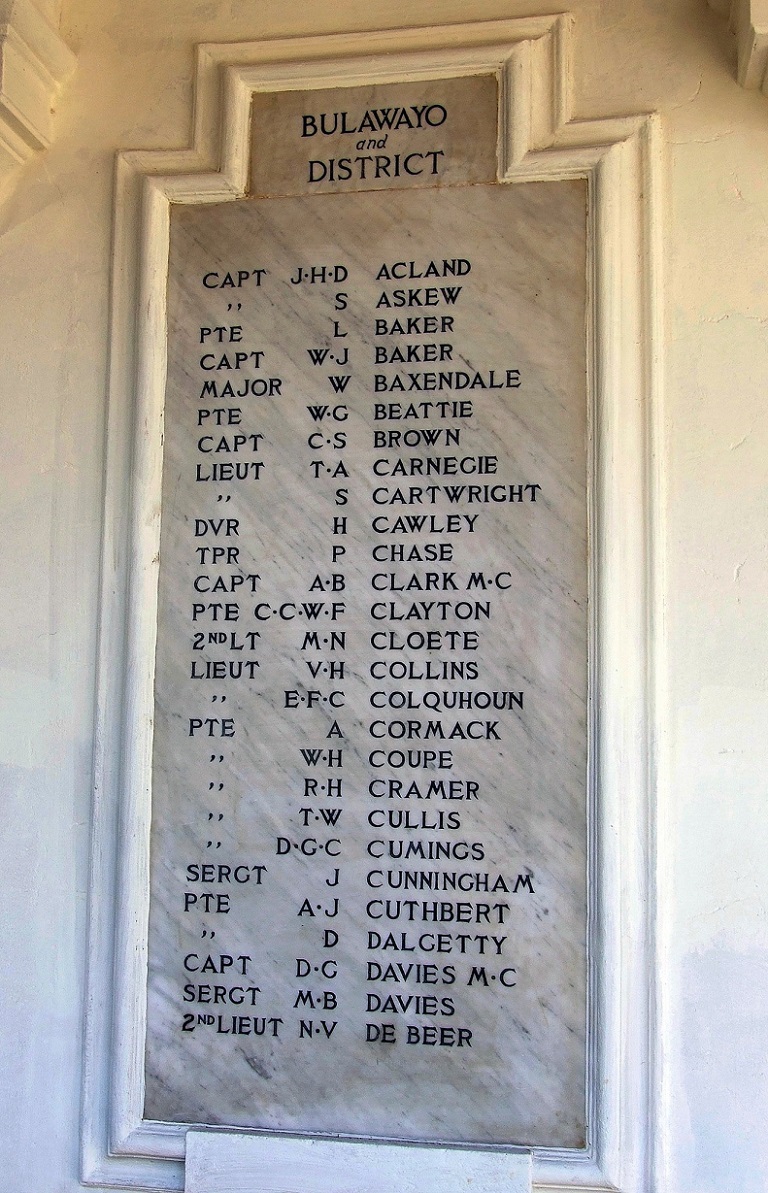 BULAWAYO
and
DISTRICT
CAPT J·H·D ACLAND
,, S ASKEW
PTE L BAKER
CAPT W·J BAKER
MAJOR W BAXENDALE
PTE W·G BEATTIE
CAPT C·S BROWN
LIEUT T·A CARNEGIE
,, S CARTWRIGHT
DVR H CAWLEY
TPR P CHASE
CAPT A·B CLARK M·C
PTE C·C·W·F CLAYTON
2ND LT M·N CLOETE
LIEUT V·H COLLINS
,, E·F·C COLQUHOUN
PTE A CORMACK
,, W·H COUPE
,, R·H CRAMER
,, T·W CULLIS
,, D·G·C CUMINGS
SERGT J CUNNINGHAM
PTE A·J CUTHBERT
,, D DALGETTY
CAPT D·G DAVIES M·C
SERGT M·B DAVIES
2ND LIEUT N·V DE BEER